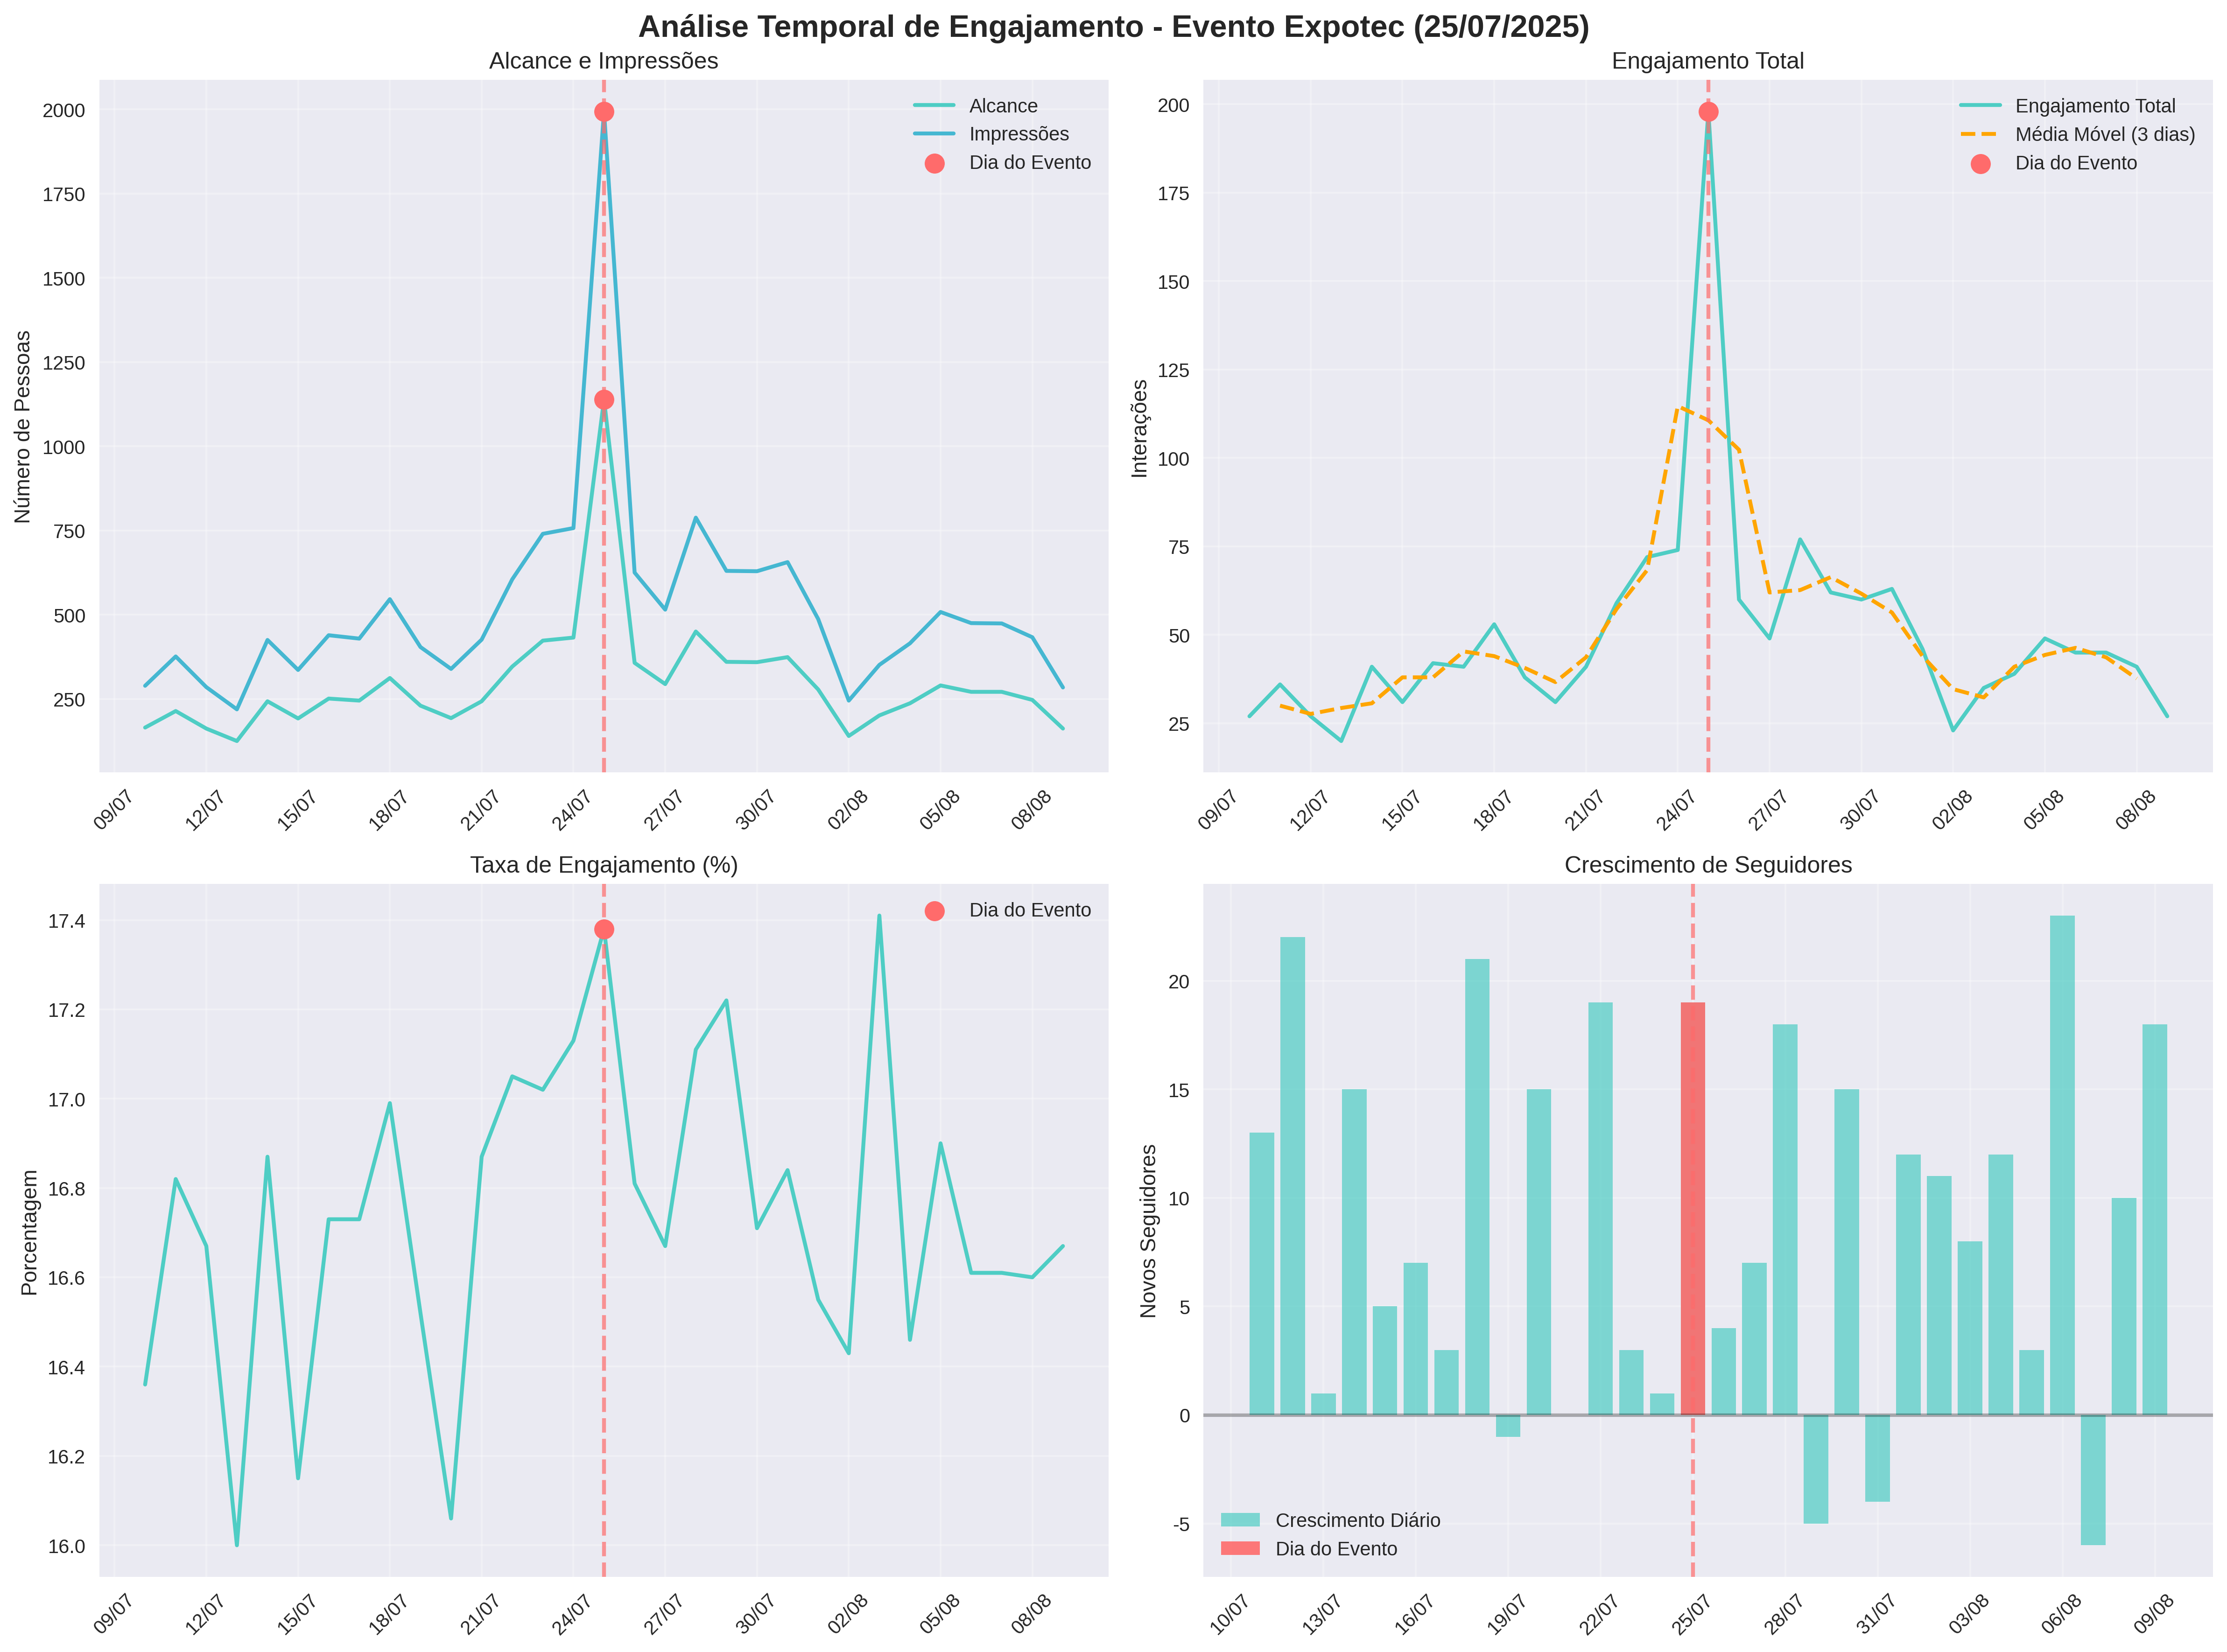 Análise Temporal de Engajamento - Evento Expotec (25/07/2025)
Alcance e Impressões
Número de Pessoas
2000
1750
1500
1250
1000
750
500
250
Alcance
Impressões
Dia do Evento
09/07 12/07 15/07 18/07 21/07 24/07 27/07 30/07 02/08 05/08 08/08
Engajamento Total
Interações
200
175
150
125
100
75
50
25
Engajamento Total
Média Móvel (3 dias)
Dia do Evento
09/07 12/07 15/07 18/07 21/07 24/07 27/07 30/07 02/08 05/08 08/08
Taxa de Engajamento (%)
Porcentagem
17.4
17.2
17.0
16.8
16.6
16.4
16.2
16.0
Dia do Evento
09/07 12/07 15/07 18/07 21/07 24/07 27/07 30/07 02/08 05/08 08/08
Crescimento de Seguidores
Novos Seguidores
20
15
10
5
0
-5
Crescimento Diário
Dia do Evento
10/07 13/07 16/07 19/07 22/07 25/07 28/07 31/07 03/08 06/08 09/08